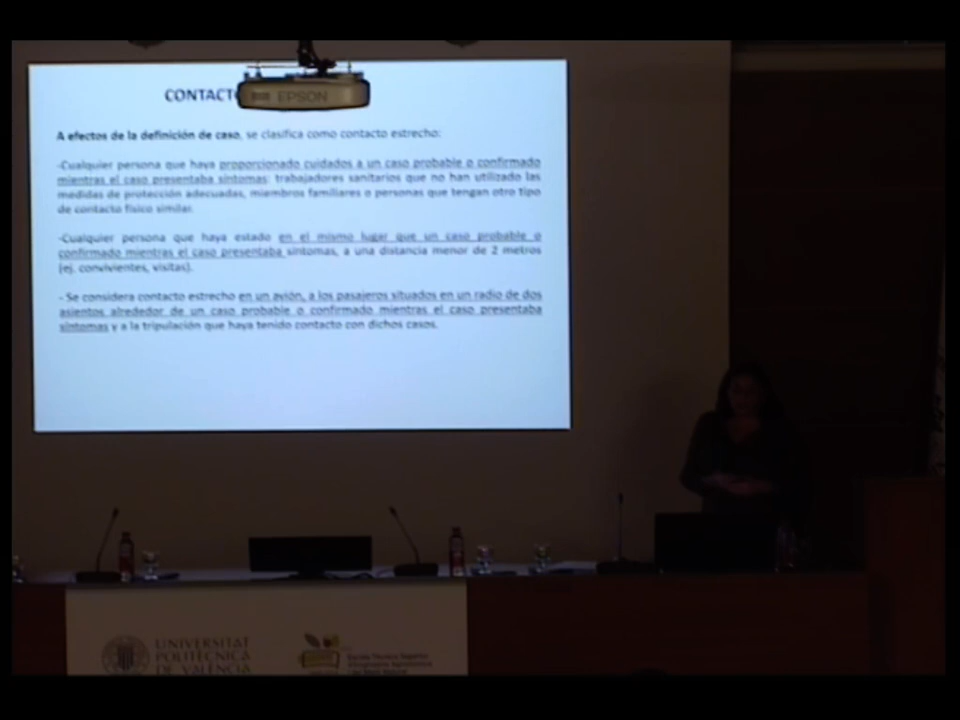 CONTACT
EPSON
A efectos de la definición de caso, se clasifica como contacto estrecho:
-Cualquier persona que haya proporcionado cuidados a un caso probable o confirmado
mientras el caso presentaba síntomas: trabajadores sanitarios que no han utilizado las
medidas de protección adecuadas, miembros familiares o personas que tengan otro tipo
de contacto físico similar.
-Cualquier persona que haya estado en el mismo lugar que un caso probable o
confirmado mientras el caso presentaba síntomas, a una distancia menor de 2 metros
(ej. convivientes, visitas).
- Se considera contacto estrecho en un avión, a los pasajeros situados en un radio de dos
asientos alrededor de un caso probable o confirmado mientras el caso presentaba
síntomas y a la tripulación que haya tenido contacto con dichos casos.
UNIVERSITAT
POLITÈCNICA
DE VALÈNCIA